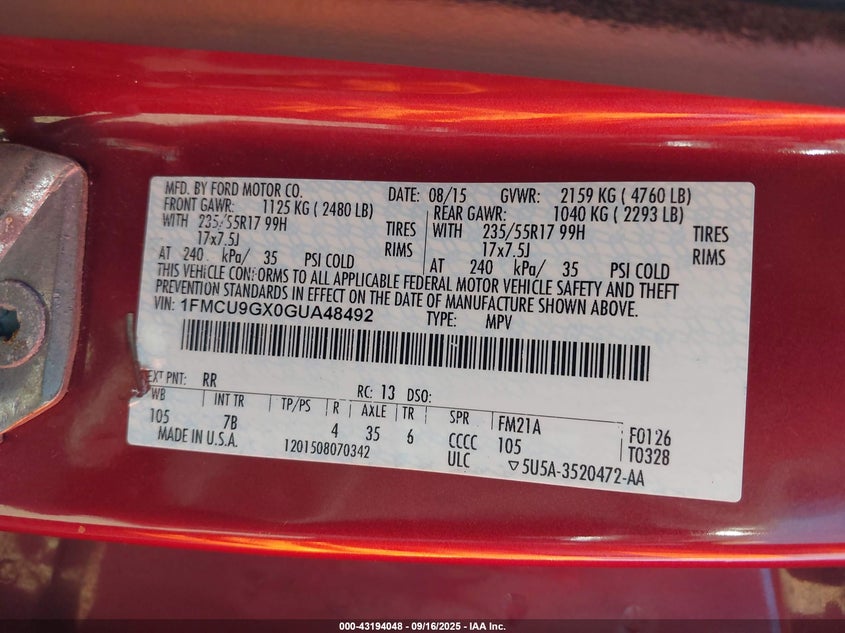 MFD. BY FORD MOTOR CO. DATE: 08/15 GVWR: 2159 KG ( 4760 LB)
FRONT GAWR: 1125 KG ( 2480 LB) REAR GAWR: 1040 KG ( 2293 LB)
WITH 235/55R17 99H TIRES WITH 235/55R17 99H TIRES
17x7.5J RIMS 17x7.5J RIMS
AT 240 kPa/ 35 PSI COLD AT 240 kPa/ 35 PSI COLD
THIS VEHICLE CONFORMS TO ALL APPLICABLE FEDERAL MOTOR VEHICLE SAFETY AND THEFT
PREVENTION STANDARDS IN EFFECT ON THE DATE OF MANUFACTURE SHOWN ABOVE.
VIN: 1FMCU9GX0GUA48492 TYPE: MPV
EXT PNT: RR RC: 13 DSO:
WB INT TR TP/PS R AXLE TR SPR FM21A F0126
105 7B 4 35 6 CCCC 105 T0328
MADE IN U.S.A. 1201508070342 ULC ▽5U5A-3520472-AA
000-43194048 - 09/16/2025 - IAA Inc.